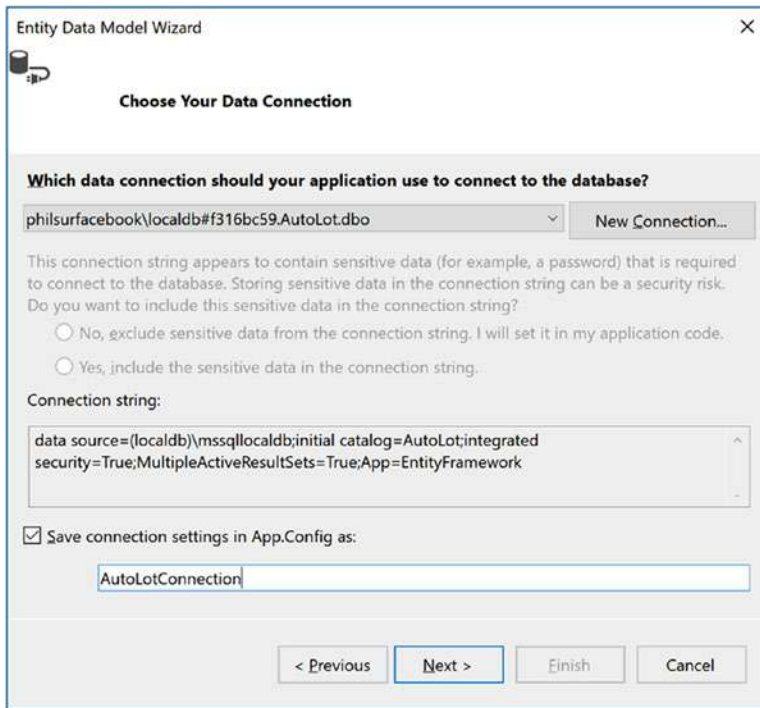 Entity Data Model Wizard
Choose Your Data Connection
Which data connection should your application use to connect to the database?
philsurfacebook\localdb#f316bc59.AutoLot.dbo
New Connection...
This connection string appears to contain sensitive data (for example, a password) that is required
to connect to the database. Storing sensitive data in the connection string can be a security risk.
Do you want to include this sensitive data in the connection string?
No, exclude sensitive data from the connection string. I will set it in my application code.
Yes, include the sensitive data in the connection string.
Connection string:
data source=(localdb)\mssqllocaldb;initial catalog=AutoLot;integrated
security=True;MultipleActiveResultSets=True;App=EntityFramework
Save connection settings in App.Config as:
AutoLotConnection
< Previous
Next >
Finish
Cancel